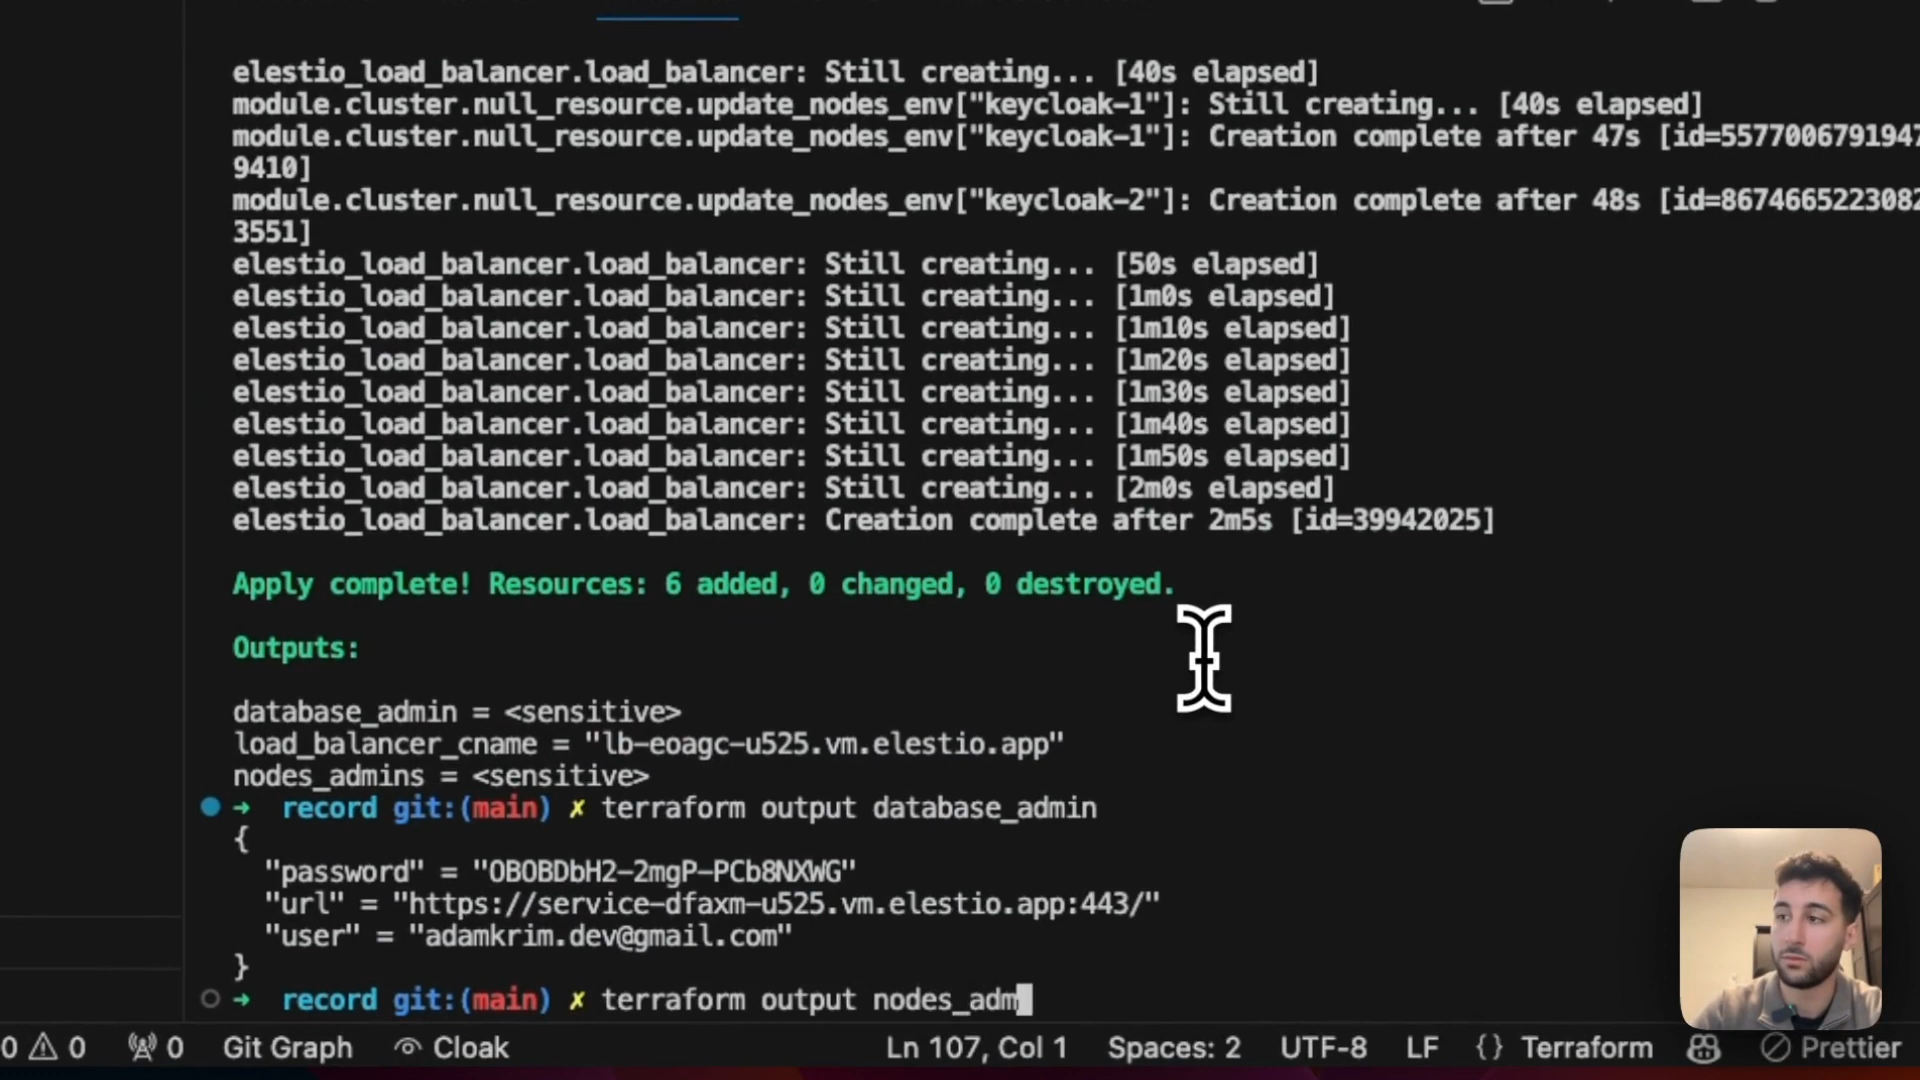 elestio_load_balancer.load_balancer: Still creating... [40s elapsed]
module.cluster.null_resource.update_nodes_env["keycloak-1"]: Still creating... [40s elapsed]
module.cluster.null_resource.update_nodes_env["keycloak-1"]: Creation complete after 47s [id=5577006791947
9410]
module.cluster.null_resource.update_nodes_env["keycloak-2"]: Creation complete after 48s [id=8674665223082
3551]
elestio_load_balancer.load_balancer: Still creating... [50s elapsed]
elestio_load_balancer.load_balancer: Still creating... [1m0s elapsed]
elestio_load_balancer.load_balancer: Still creating... [1m10s elapsed]
elestio_load_balancer.load_balancer: Still creating... [1m20s elapsed]
elestio_load_balancer.load_balancer: Still creating... [1m30s elapsed]
elestio_load_balancer.load_balancer: Still creating... [1m40s elapsed]
elestio_load_balancer.load_balancer: Still creating... [1m50s elapsed]
elestio_load_balancer.load_balancer: Still creating... [2m0s elapsed]
elestio_load_balancer.load_balancer: Creation complete after 2m5s [id=39942025]
Apply complete! Resources: 6 added, 0 changed, 0 destroyed.
Outputs:
database_admin = <sensitive>
load_balancer_cname = "lb-eoagc-u525.vm.elestio.app"
nodes_admins = <sensitive>
➜ record git:(main) ✗ terraform output database_admin
{
"password" = "OBOBDbH2-2mgP-PCb8NXWG"
"url" = "https://service-dfaxm-u525.vm.elestio.app:443/"
"user" = "adamkrim.dev@gmail.com"
}
➜ record git:(main) ✗ terraform output nodes_adm
0 ⚠ 0 0 Git Graph Cloak Ln 107, Col 1 Spaces: 2 UTF-8 LF {} Terraform Prettier